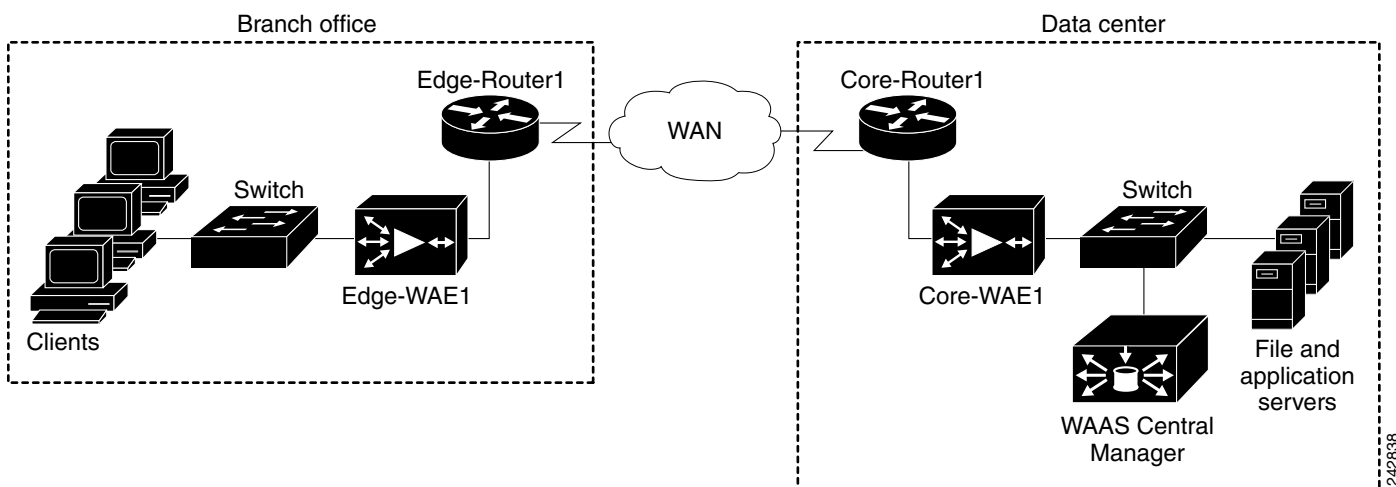 Branch office
Data center
Edge-Router1
Core-Router1
WAN
Switch
Switch
Edge-WAE1
Core-WAE1
Clients
File and
application
servers
WAAS Central
Manager
242838